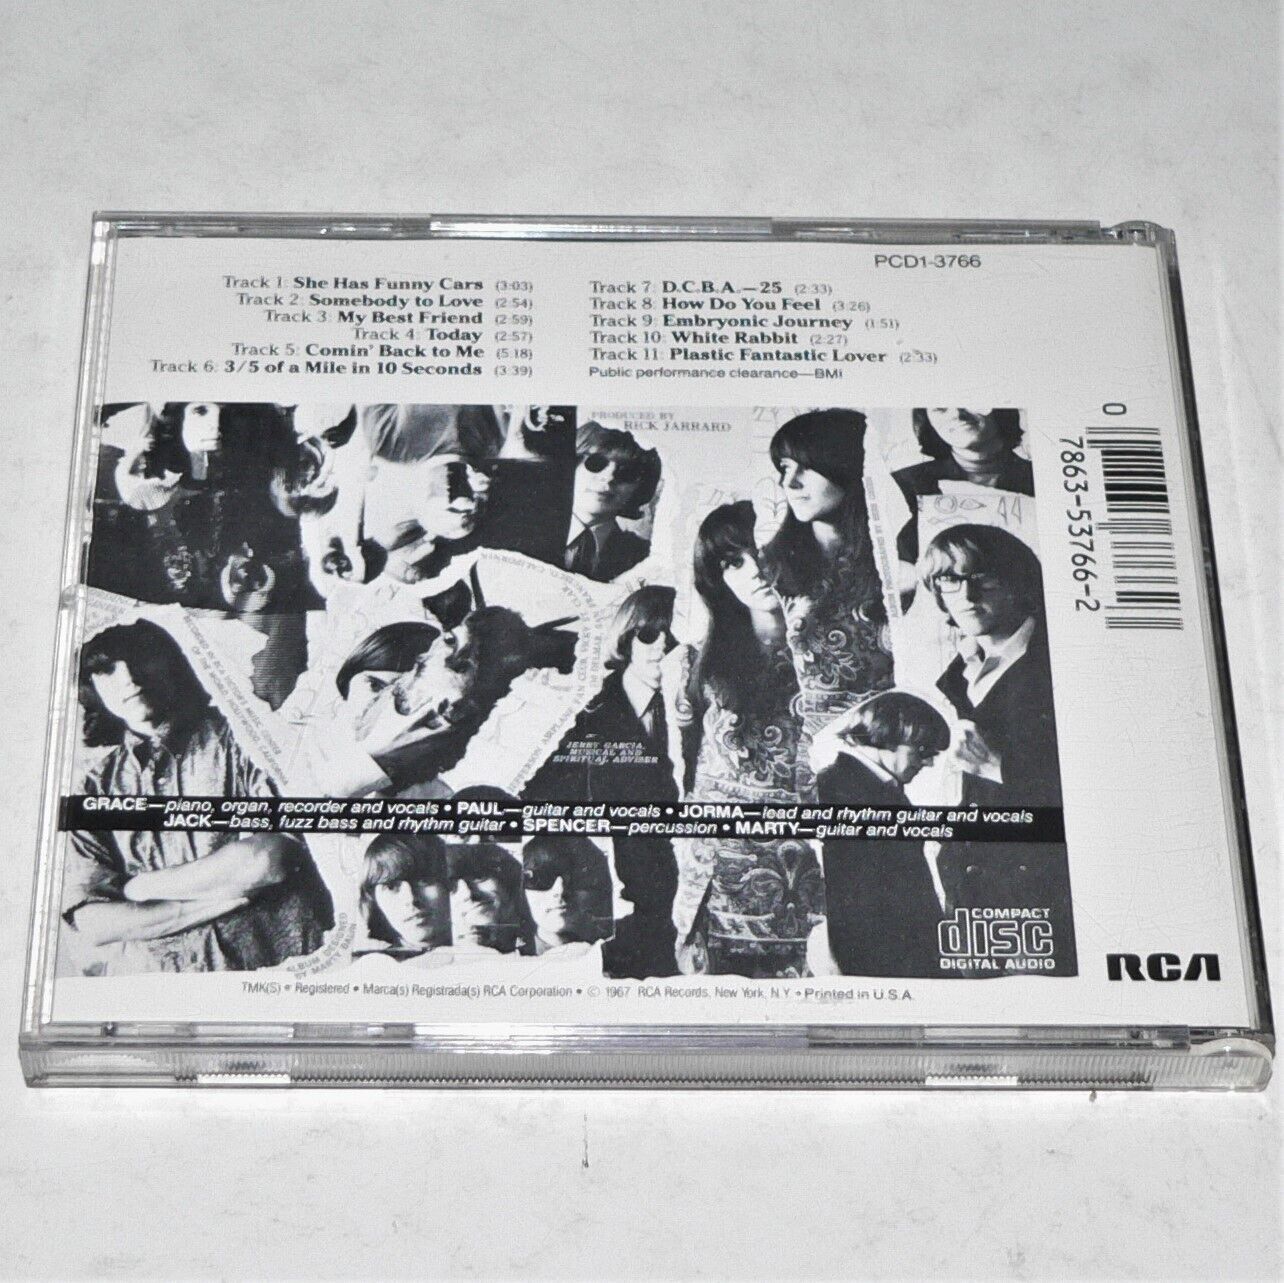 PCD1-3766
Track 1: She Has Funny Cars (3:03)
Track 2: Somebody to Love (2:54)
Track 3: My Best Friend (2:59)
Track 4: Today (2:57)
Track 5: Comin' Back to Me (5:18)
Track 6: 3/5 of a Mile in 10 Seconds (3:39)
Track 7: D.C.B.A.—25 (2:33)
Track 8: How Do You Feel (3:26)
Track 9: Embryonic Journey (1:51)
Track 10: White Rabbit (2:27)
Track 11: Plastic Fantastic Lover (2:33)
Public performance clearance—BMI
PRODUCED BY
RICK JARRARD
0
7863-53766-2
JERRY GARCIA,
MUSICAL AND
SPIRITUAL ADVISER
GRACE—piano, organ, recorder and vocals • PAUL—guitar and vocals • JORMA—lead and rhythm guitar and vocals
JACK—bass, fuzz bass and rhythm guitar • SPENCER—percussion • MARTY—guitar and vocals
ALBUM DESIGNED
BY MARTY BALIN
COMPACT
disc
DIGITAL AUDIO
RCA
TMK(S) ® Registered • Marca(s) Registrada(s) RCA Corporation • © 1967 RCA Records, New York, N.Y. • Printed in U.S.A.